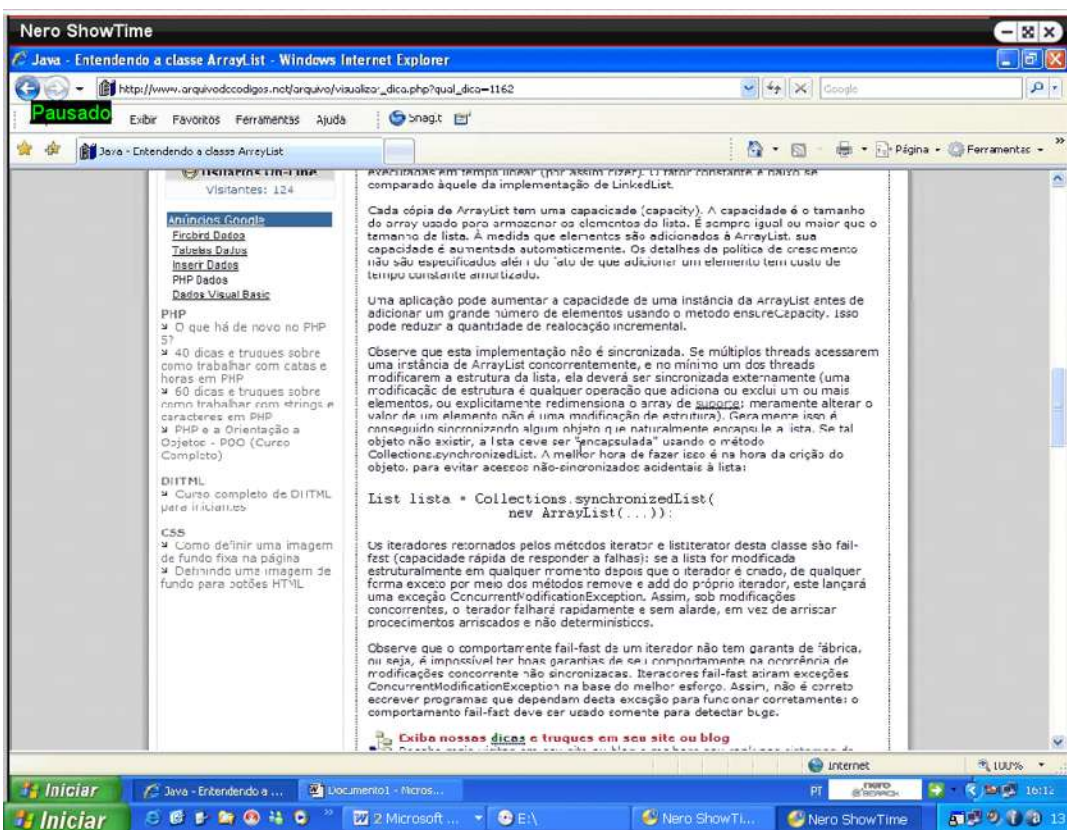 Nero ShowTime
Java - Entendendo a classe ArrayList - Windows Internet Explorer
http://www.arquivodecodigos.net/arquivo/visualizar_dica.php?qual_dica=1162
Google
Pausado
Exibir Favoritos Ferramentas Ajuda
SnagIt
Java - Entendendo a classe ArrayList
Página
Ferramentas
Usuários On-Line
Visitantes: 124
Anúncios Google
Firebird Dados
Tabelas Dados
Inserir Dados
PHP Dados
Dados Visual Basic
PHP
O que há de novo no PHP
5?
40 dicas e truques sobre
como trabalhar com datas e
horas em PHP
60 dicas e truques sobre
como trabalhar com strings e
caracteres em PHP
PHP e a Orientação a
Objetos - POO (Curso
Completo)
DHTML
Curso completo de DHTML
para iniciantes
CSS
Como definir uma imagem
de fundo fixa na página
Definindo uma imagem de
fundo para botões HTML
executadas em tempo linear (por assim dizer). O fator constante é baixo se
comparado àquele da implementação de LinkedList.
Cada cópia de ArrayList tem uma capacidade (capacity). A capacidade é o tamanho
do array usado para armazenar os elementos da lista. É sempre igual ou maior que o
tamanho da lista. À medida que elementos são adicionados à ArrayList, sua
capacidade é aumentada automaticamente. Os detalhes da política de crescimento
não são especificados além do fato de que adicionar um elemento tem custo de
tempo constante amortizado.
Uma aplicação pode aumentar a capacidade de uma instância da ArrayList antes de
adicionar um grande número de elementos usando o método ensureCapacity. Isso
pode reduzir a quantidade de realocação incremental.
Observe que esta implementação não é sincronizada. Se múltiplos threads acessarem
uma instância de ArrayList concorrentemente, e no mínimo um dos threads
modificarem a estrutura da lista, ela deverá ser sincronizada externamente (uma
modificação de estrutura é qualquer operação que adiciona ou exclui um ou mais
elementos, ou explicitamente redimensiona o array de suporte; meramente alterar o
valor de um elemento não é uma modificação de estrutura). Geramente isso é
conseguido sincronizando algum objeto que naturalmente encapsule a lista. Se tal
objeto não existir, a lista deve ser "encapsulada" usando o método
Collections.synchronizedList. A melhor hora de fazer isso é na hora da crição do
objeto, para evitar acessos não-sincronizados acidentais à lista:
List lista = Collections.synchronizedList(
new ArrayList(...));
Os iteradores retornados pelos métodos iterator e listIterator desta classe são fail-
fast (capacidade rápida de responder a falhas): se a lista for modificada
estruturalmente em qualquer momento depois que o iterador é criado, de qualquer
forma exceto por meio dos métodos remove e add do próprio iterador, este lançará
uma exceção ConcurrentModificationException. Assim, sob modificações
concorrentes, o iterador falhará rapidamente e sem alarde, em vez de arriscar
procedimentos arriscados e não determinísticos.
Observe que o comportamente fail-fast de um iterador não tem garanta de fábrica,
ou seja, é impossível ter boas garantias de seu comportamente na ocorrência de
modificações concorrente não sincronizadas. Iteradores fail-fast atiram exceções
ConcurrentModificationException na base do melhor esforço. Assim, não é correto
escrever programas que dependam desta exceção para funcionar corretamente: o
comportamento fail-fast deve ser usado somente para detectar bugs.
Exiba nossas dicas e truques em seu site ou blog
Internet
100%
Iniciar
Java - Entendendo a ...
Documento1 - Micros...
PT
nero
SEARCH
16:12
Iniciar
2 Microsoft ...
E:\
Nero ShowTi...
Nero ShowTime
13